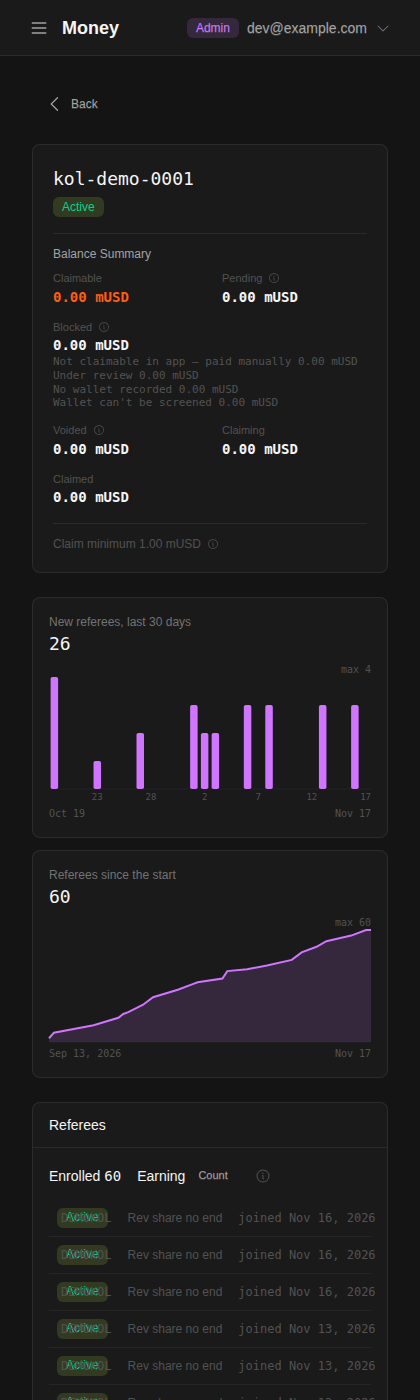 Money
Admin
dev@example.com
Back
kol-demo-0001
Active
Balance Summary
Claimable
Pending
0.00 mUSD
0.00 mUSD
Blocked
0.00 mUSD
Not claimable in app — paid manually 0.00 mUSD
Under review 0.00 mUSD
No wallet recorded 0.00 mUSD
Wallet can't be screened 0.00 mUSD
Voided
Claiming
0.00 mUSD
0.00 mUSD
Claimed
0.00 mUSD
Claim minimum 1.00 mUSD
New referees, last 30 days
26
max 4
23 28 2 7 12 17
Oct 19
Nov 17
Referees since the start
60
max 60
Sep 13, 2026
Nov 17
Referees
Enrolled 60 Earning Count
Active Rev share no end joined Nov 16, 2026
Active Rev share no end joined Nov 16, 2026
Active Rev share no end joined Nov 16, 2026
Active Rev share no end joined Nov 13, 2026
Active Rev share no end joined Nov 13, 2026